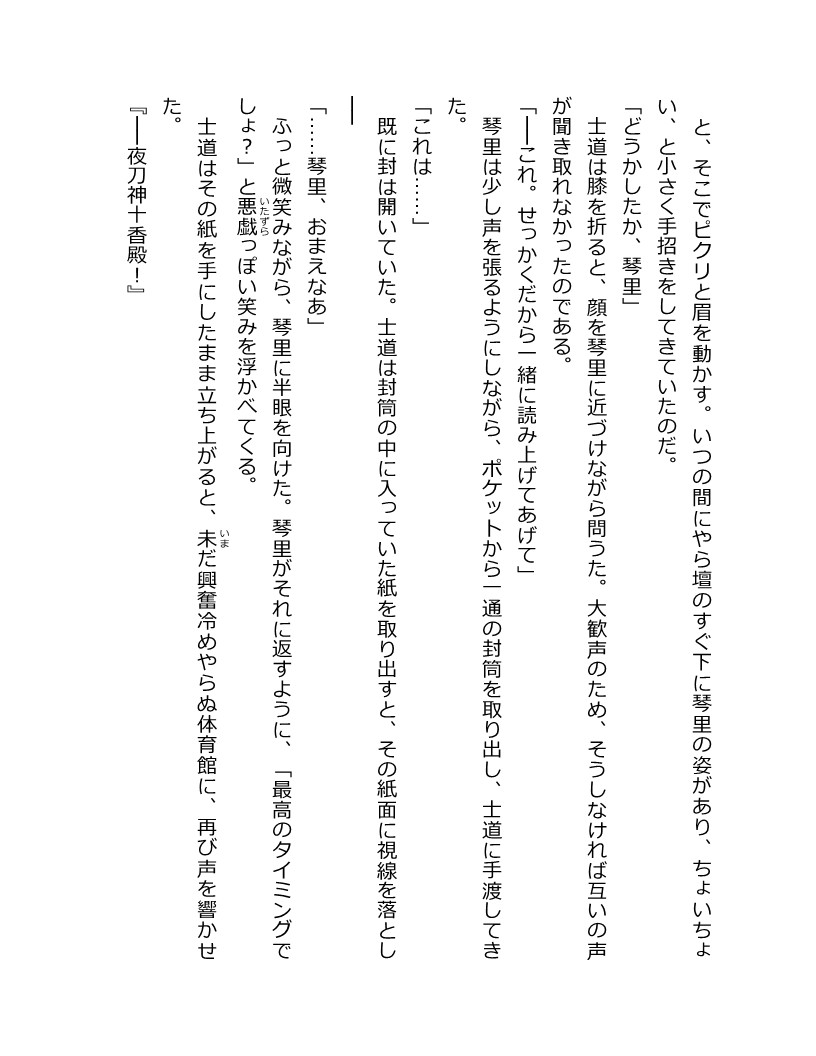 と、そこでピクリと眉を動かす。いつの間にやら壇のすぐ下に琴里の姿があり、ちょいちょ
い、と小さく手招きをしてきていたのだ。
「どうかしたか、琴里」
　士道は膝を折ると、顔を琴里に近づけながら問うた。大歓声のため、そうしなければ互いの声
が聞き取れなかったのである。
「──これ。せっかくだから一緒に読み上げてあげて」
　琴里は少し声を張るようにしながら、ポケットから一通の封筒を取り出し、士道に手渡してき
た。
「これは……」
　既に封は開いていた。士道は封筒の中に入っていた紙を取り出すと、その紙面に視線を落とし
──
「……琴里、おまえなあ」
　ふっと微笑みながら、琴里に半眼を向けた。琴里がそれに返すように、「最高のタイミングで
しょ？」と悪戯っぽい笑みを浮かべてくる。
いたずら
　士道はその紙を手にしたまま立ち上がると、未だ興奮冷めやらぬ体育館に、再び声を響かせ
いま
た。
『──夜刀神十香殿！』